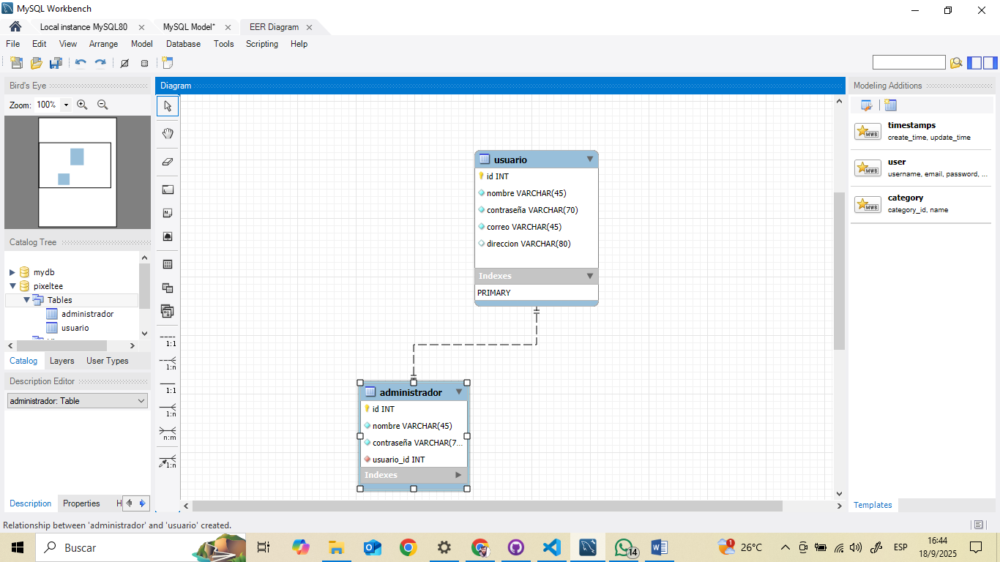 MySQL Workbench
Local instance MySQL80
MySQL Model*
EER Diagram
File Edit View Arrange Model Database Tools Scripting Help
Bird's Eye
Zoom: 100%
Catalog Tree
mydb
pixeltee
Tables
administrador
usuario
Catalog Layers User Types
Description Editor
administrador: Table
Description Properties H
Diagram
1:1
1:n
1:1
1:n
n:m
1:n
usuario
id INT
nombre VARCHAR(45)
contraseña VARCHAR(70)
correo VARCHAR(45)
direccion VARCHAR(80)
Indexes
PRIMARY
administrador
id INT
nombre VARCHAR(45)
contraseña VARCHAR(7...
usuario_id INT
Indexes
Modeling Additions
MWB
timestamps
create_time, update_time
MWB
user
username, email, password, ...
MWB
category
category_id, name
Templates
Relationship between 'administrador' and 'usuario' created.
Buscar
14
1
26°C
ESP
16:44
18/9/2025